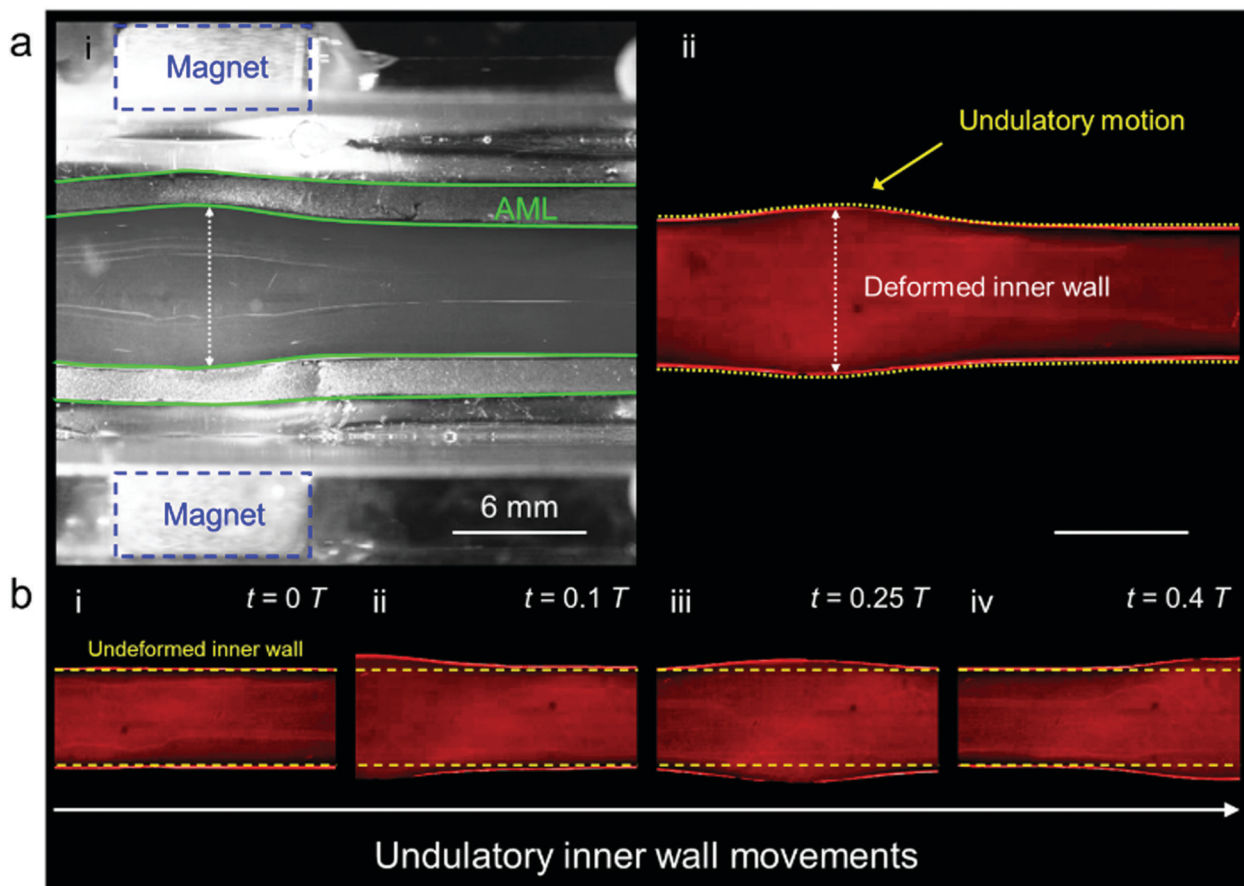 a
i
Magnet
AML
Magnet
6 mm
ii
Undulatory motion
Deformed inner wall
b
i
t = 0 T
Undeformed inner wall
ii
t = 0.1 T
iii
t = 0.25 T
iv
t = 0.4 T
Undulatory inner wall movements